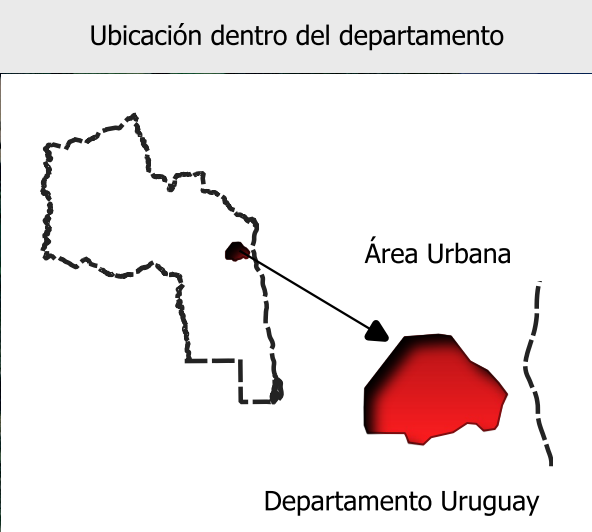 Ubicación dentro del departamento
Área Urbana
Departamento Uruguay